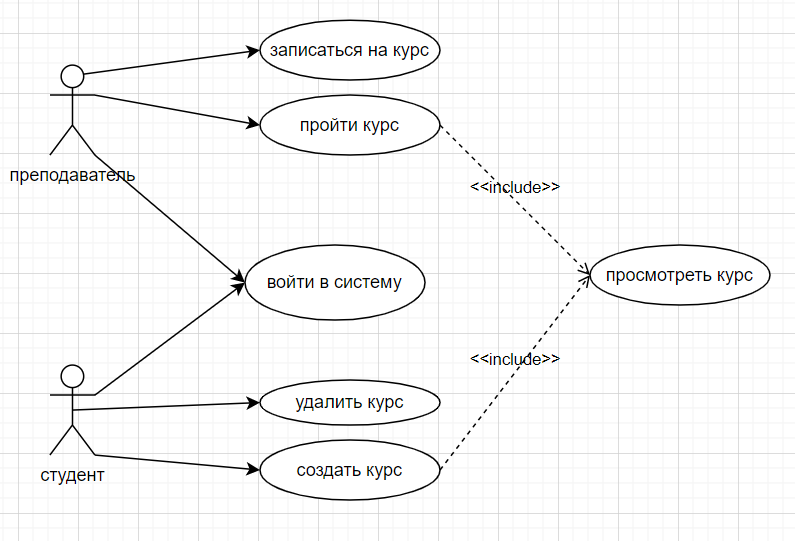 записаться на курс
пройти курс
преподаватель
<<include>>
войти в систему
просмотреть курс
<<include>>
удалить курс
студент
создать курс